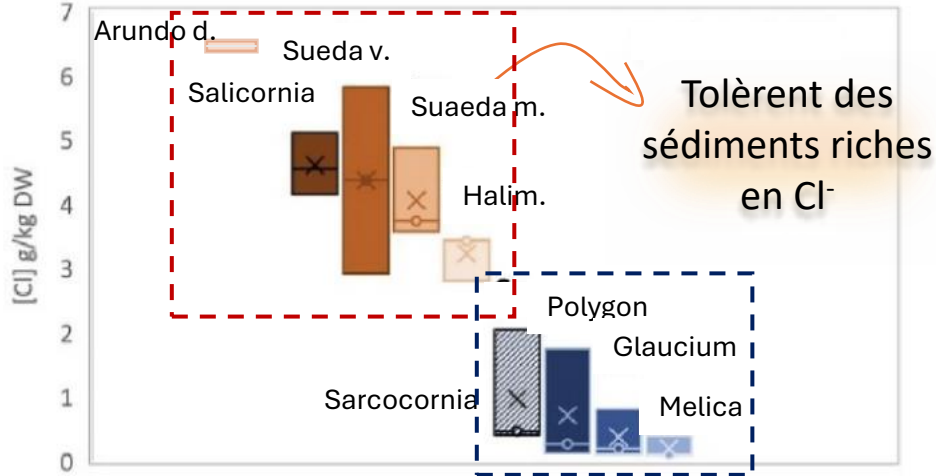 7
Arundo d.
Sueda v.
6
Salicornia
Suaeda m.
Tolèrent des
sédiments riches
en Cl-
5
Halim.
4
[Cl] g/kg DW
3
Polygon
2
Glaucium
Sarcocornia
1
Melica
0